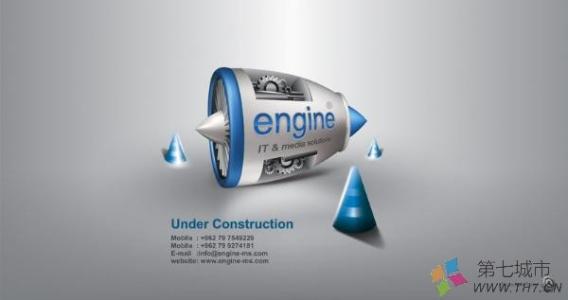 engine®
IT & media solutions
Under Construction
Mobile : +962 79 7549229
Mobile : +962 79 9274181
E-mail :info@engine-ms.com
website: www.engine-ms.com
第七城市
WWW.TH7.CN